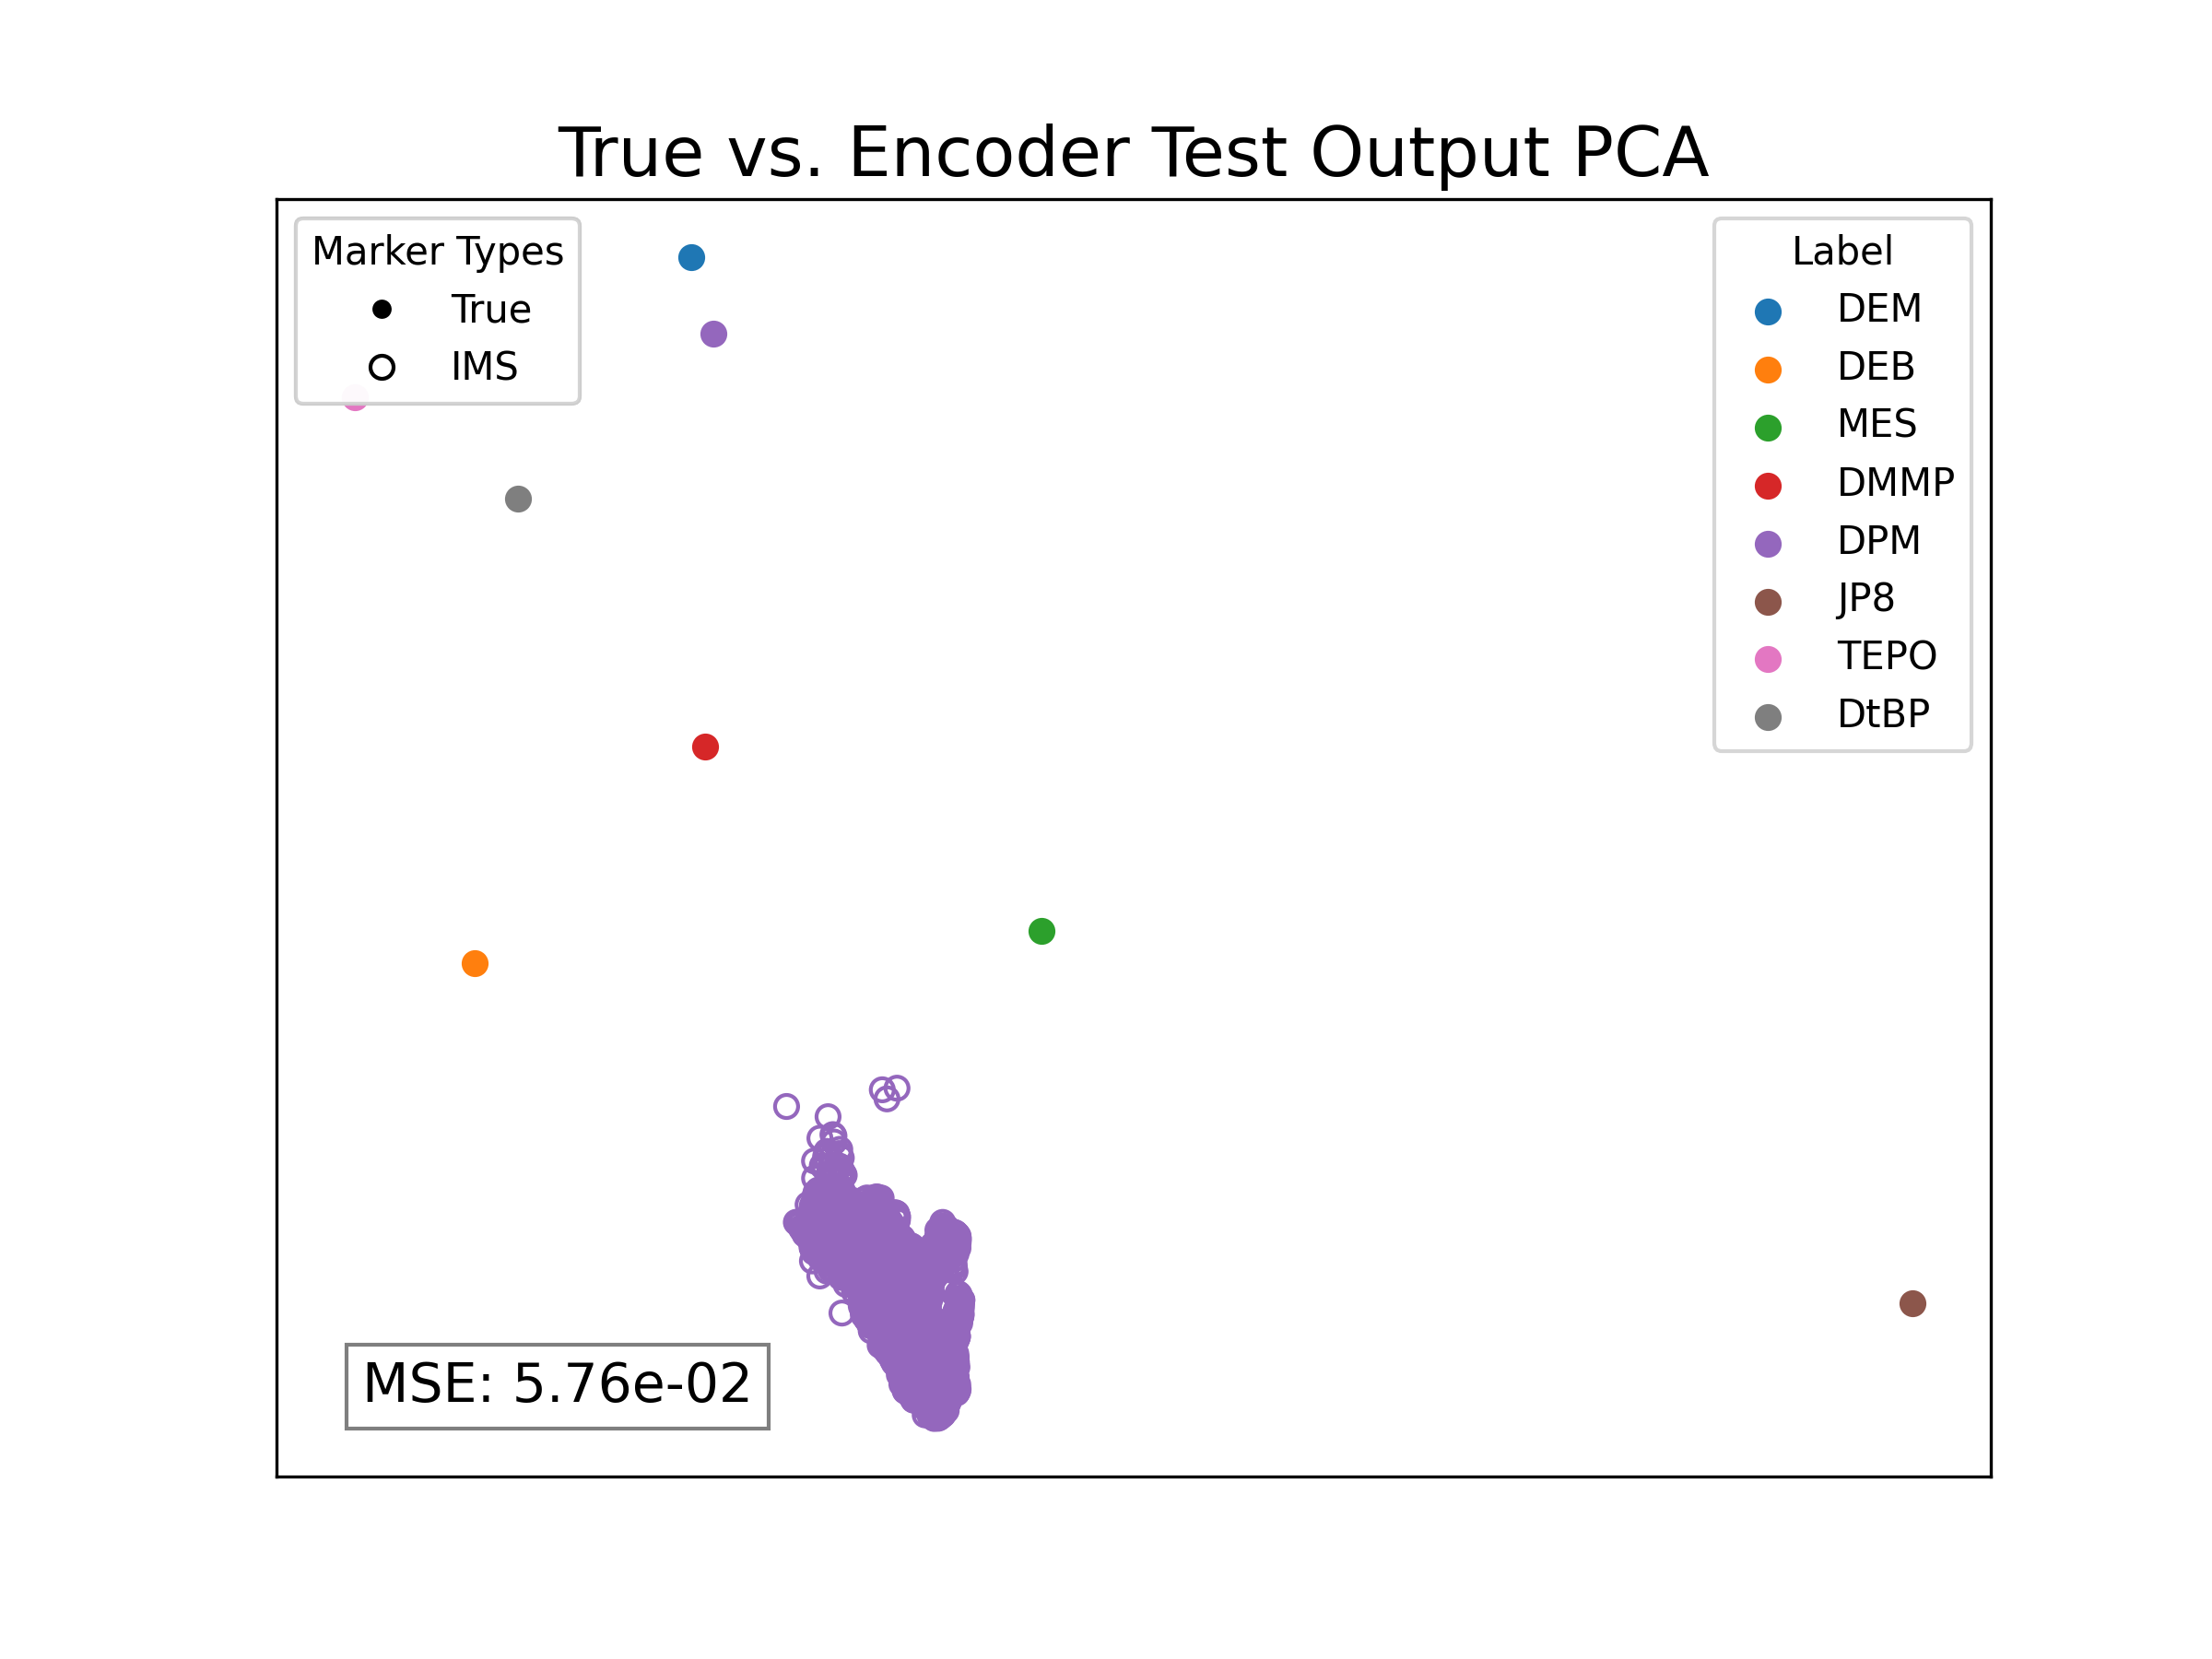 True vs. Encoder Test Output PCA
Marker Types
True
IMS
Label
DEM
DEB
MES
DMMP
DPM
JP8
TEPO
DtBP
MSE: 5.76e-02